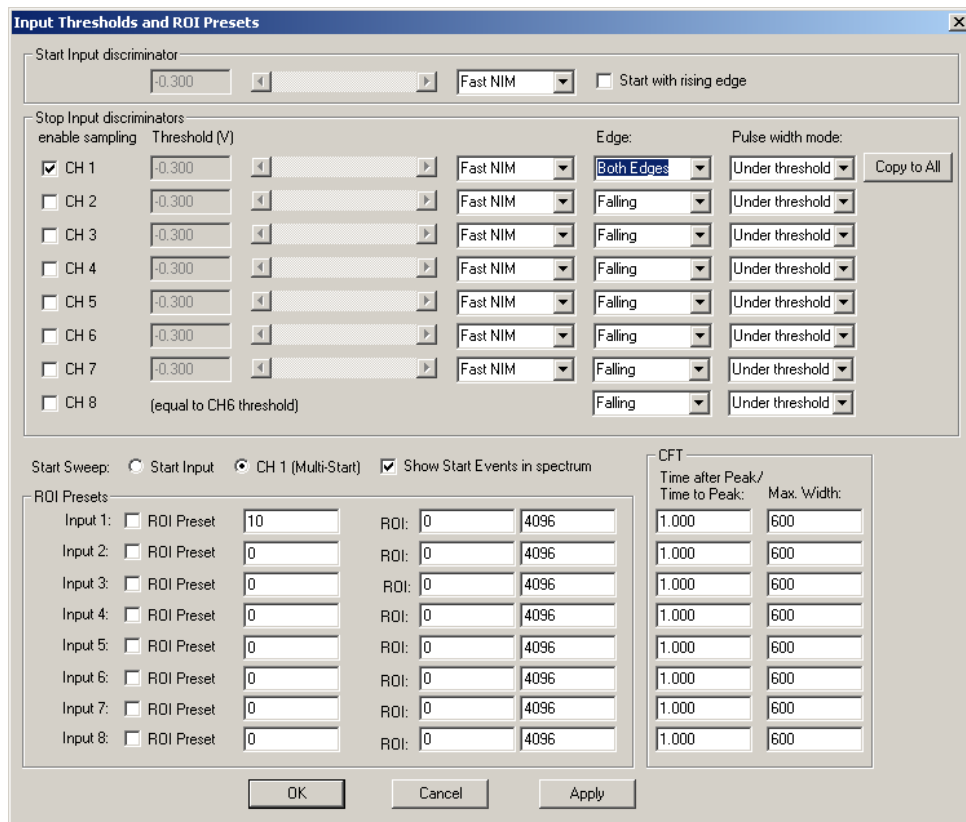 Input Thresholds and ROI Presets
Start Input discriminator
-0.300 Fast NIM Start with rising edge
Stop Input discriminators
enable sampling Threshold (V) Edge: Pulse width mode:
CH 1 -0.300 Fast NIM Both Edges Under threshold Copy to All
CH 2 -0.300 Fast NIM Falling Under threshold
CH 3 -0.300 Fast NIM Falling Under threshold
CH 4 -0.300 Fast NIM Falling Under threshold
CH 5 -0.300 Fast NIM Falling Under threshold
CH 6 -0.300 Fast NIM Falling Under threshold
CH 7 -0.300 Fast NIM Falling Under threshold
CH 8 (equal to CH6 threshold) Falling Under threshold
Start Sweep: Start Input CH 1 (Multi-Start) Show Start Events in spectrum
ROI Presets
CFT
Time after Peak/
Time to Peak: Max. Width:
Input 1: ROI Preset 10 ROI: 0 4096 1.000 600
Input 2: ROI Preset 0 ROI: 0 4096 1.000 600
Input 3: ROI Preset 0 ROI: 0 4096 1.000 600
Input 4: ROI Preset 0 ROI: 0 4096 1.000 600
Input 5: ROI Preset 0 ROI: 0 4096 1.000 600
Input 6: ROI Preset 0 ROI: 0 4096 1.000 600
Input 7: ROI Preset 0 ROI: 0 4096 1.000 600
Input 8: ROI Preset 0 ROI: 0 4096 1.000 600
OK Cancel Apply